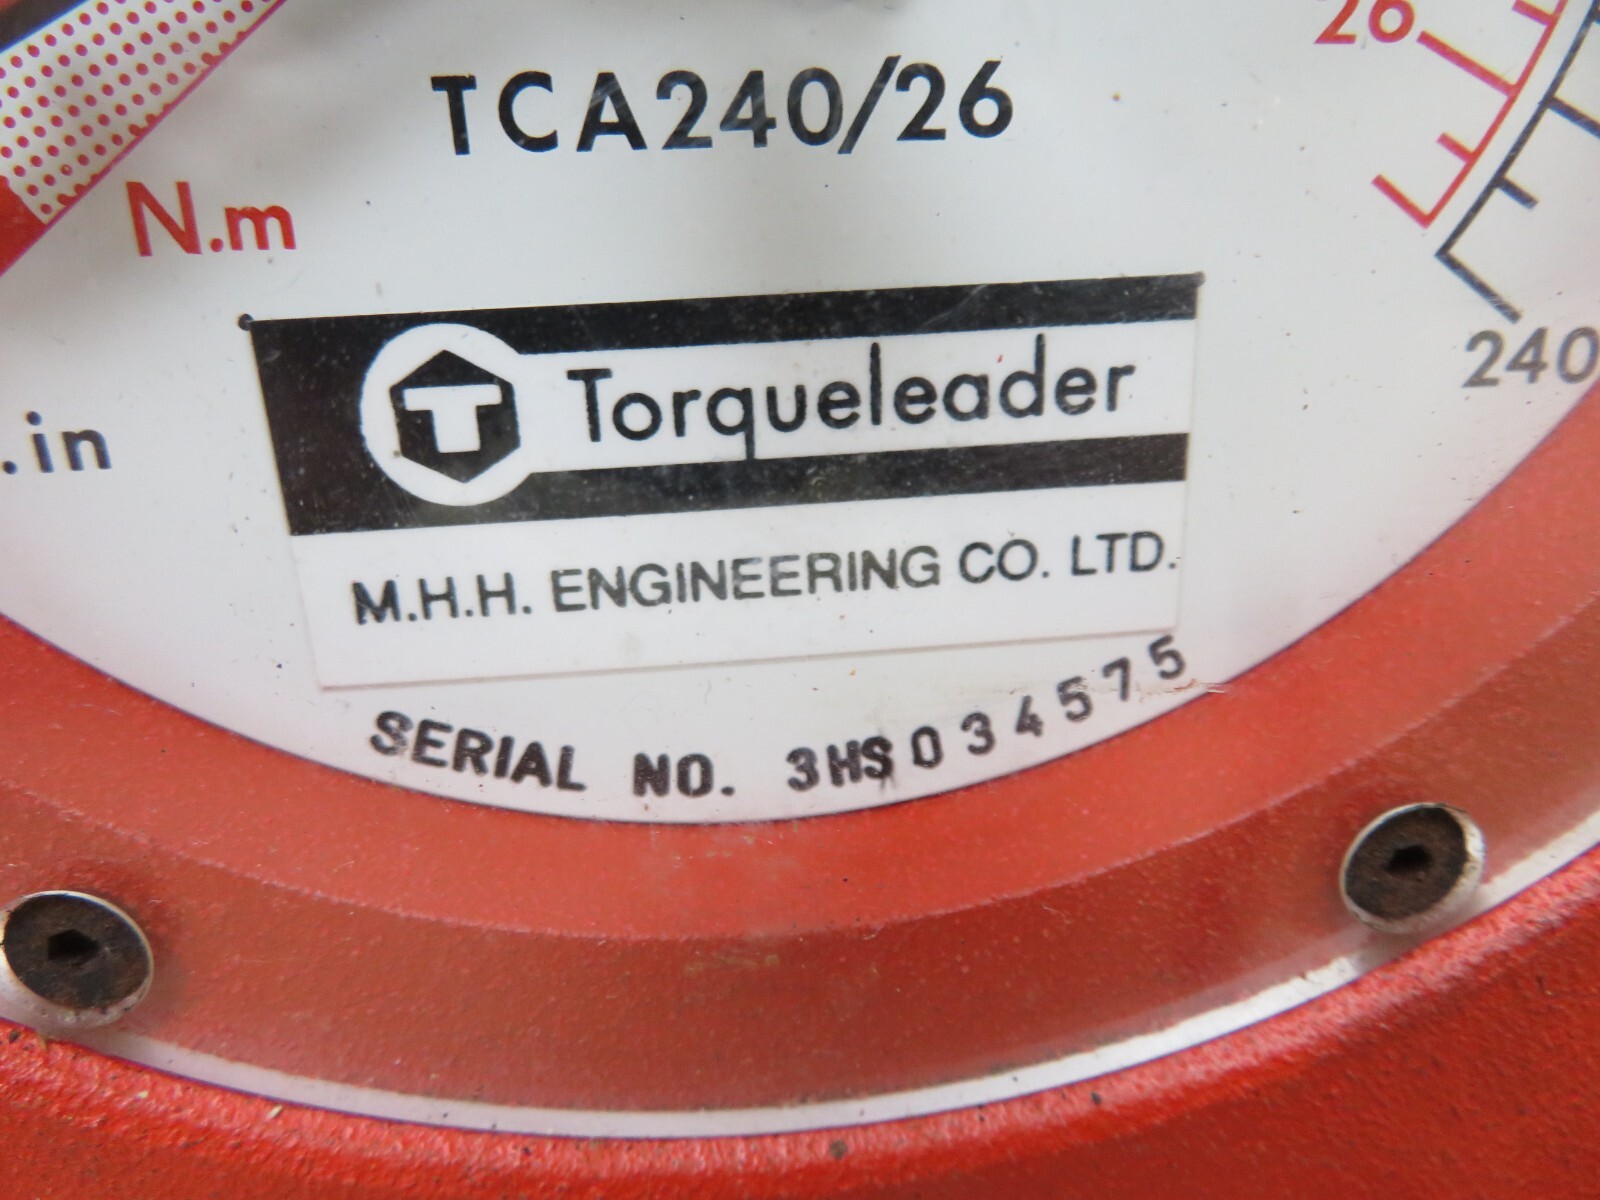 26
TCA240/26
N.m
240
.in
T Torqueleader
M.H.H. ENGINEERING CO. LTD.
SERIAL NO. 3HS034575